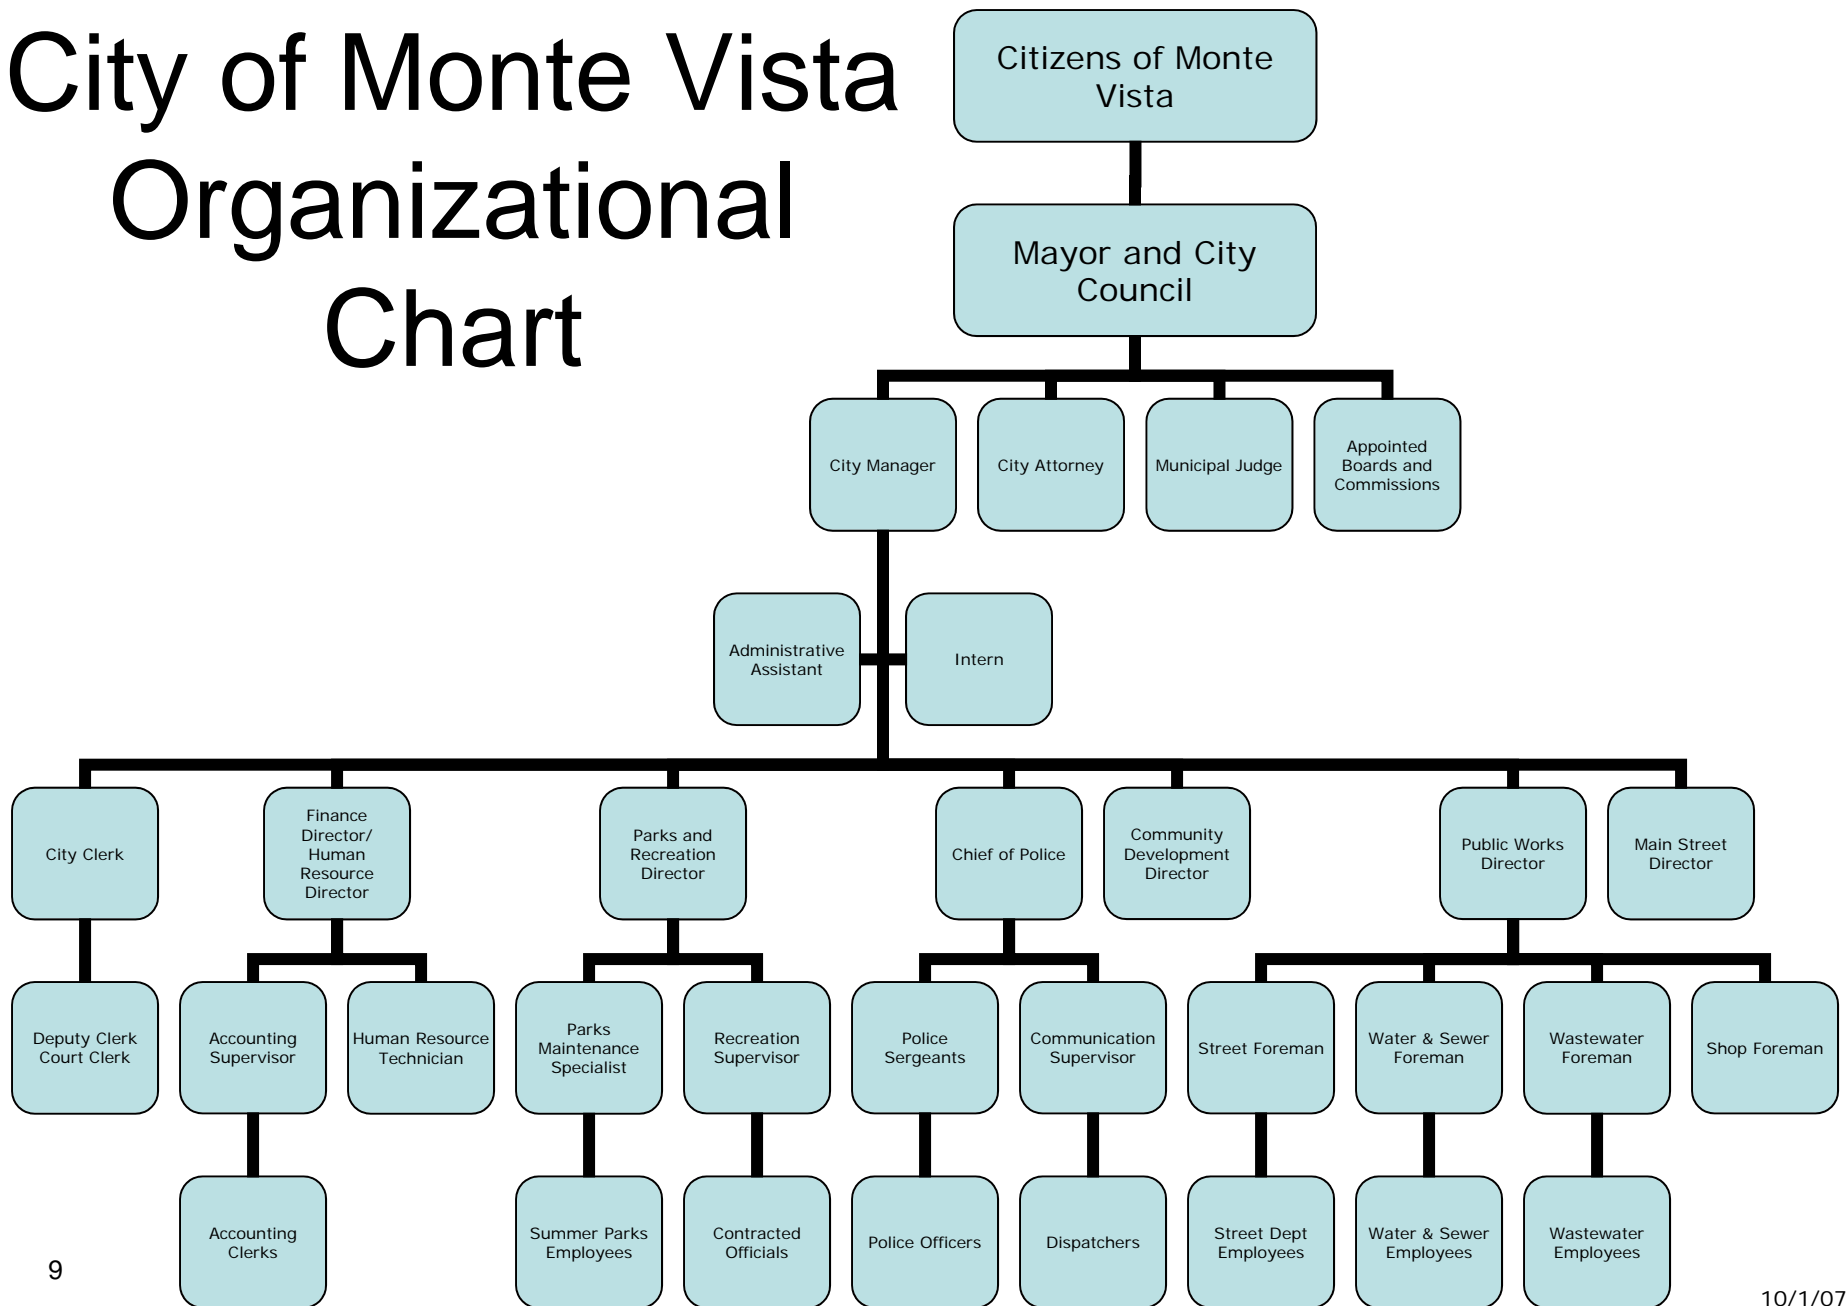 City of Monte Vista
Organizational
Chart
Citizens of Monte
Vista
Mayor and City
Council
City Manager
City Attorney
Municipal Judge
Appointed
Boards and
Commissions
Administrative
Assistant
Intern
City Clerk
Finance
Director/
Human
Resource
Director
Parks and
Recreation
Director
Chief of Police
Community
Development
Director
Public Works
Director
Main Street
Director
Deputy Clerk
Court Clerk
Accounting
Supervisor
Human Resource
Technician
Parks
Maintenance
Specialist
Recreation
Supervisor
Police
Sergeants
Communication
Supervisor
Street Foreman
Water & Sewer
Foreman
Wastewater
Foreman
Shop Foreman
Accounting
Clerks
Summer Parks
Employees
Contracted
Officials
Police Officers
Dispatchers
Street Dept
Employees
Water & Sewer
Employees
Wastewater
Employees
9
10/1/07